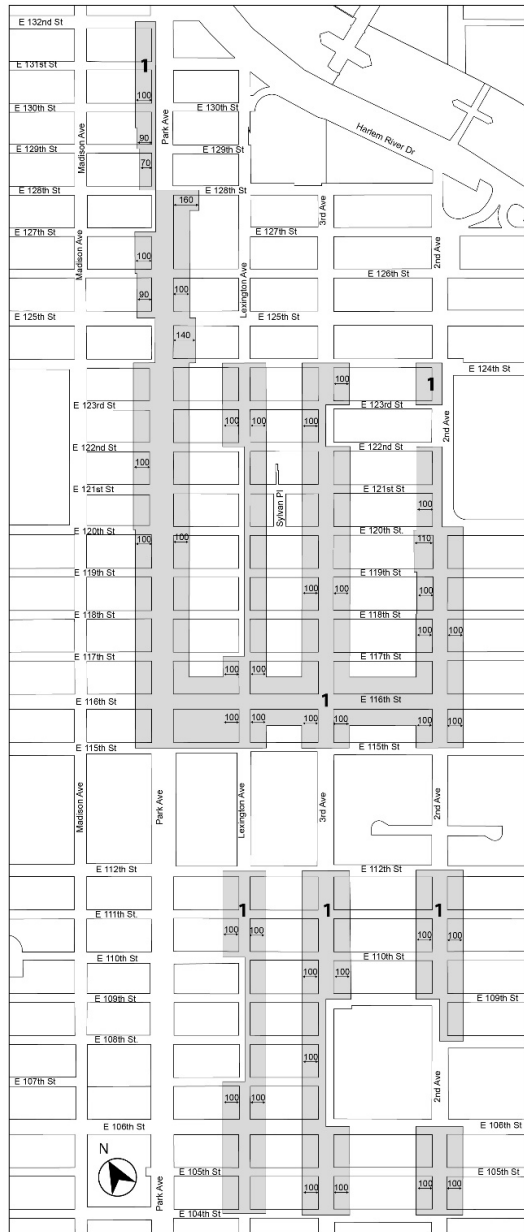 E 132nd St
E 131st St
1
100
E 130th St
E 130th St
Park Ave
Madison Ave
90
Harlem River Dr
E 129th St
E 129th St
70
E 128th St
E 128th St
160
3rd Ave
E 127th St
E 127th St
Madison Ave
2nd Ave
100
E 126th St
Lexington Ave
90
100
E 125th St
E 125th St
140
E 124th St
100
1
E 123rd St
E 123rd St
100
100
100
2nd Ave
E 122nd St
E 122nd St
100
E 121st St
E 121st St
Sylvan Pl
100
E 120th St
E 120th St.
100
100
110
E 119th St
E 119th St
100
100
100
E 118th St
E 118th St
100
100
E 117th St
E 117th St
100
100
1
E 116th St
E 116th St
100
100
100
100
100
100
E 115th St
E 115th St
Madison Ave
Park Ave
Lexington Ave
3rd Ave
2nd Ave
E 112th St
E 112th St
1
1
1
E 111th St.
100
100
100
100
E 110th St
E 110th St
100
100
E 109th St
E 109th St
E 108th St.
100
E 107th St
2nd Ave
100
100
E 106th St
E 106th St
N
E 105th St
E 105th St
100
100
100
100
Park Ave
E 104th St